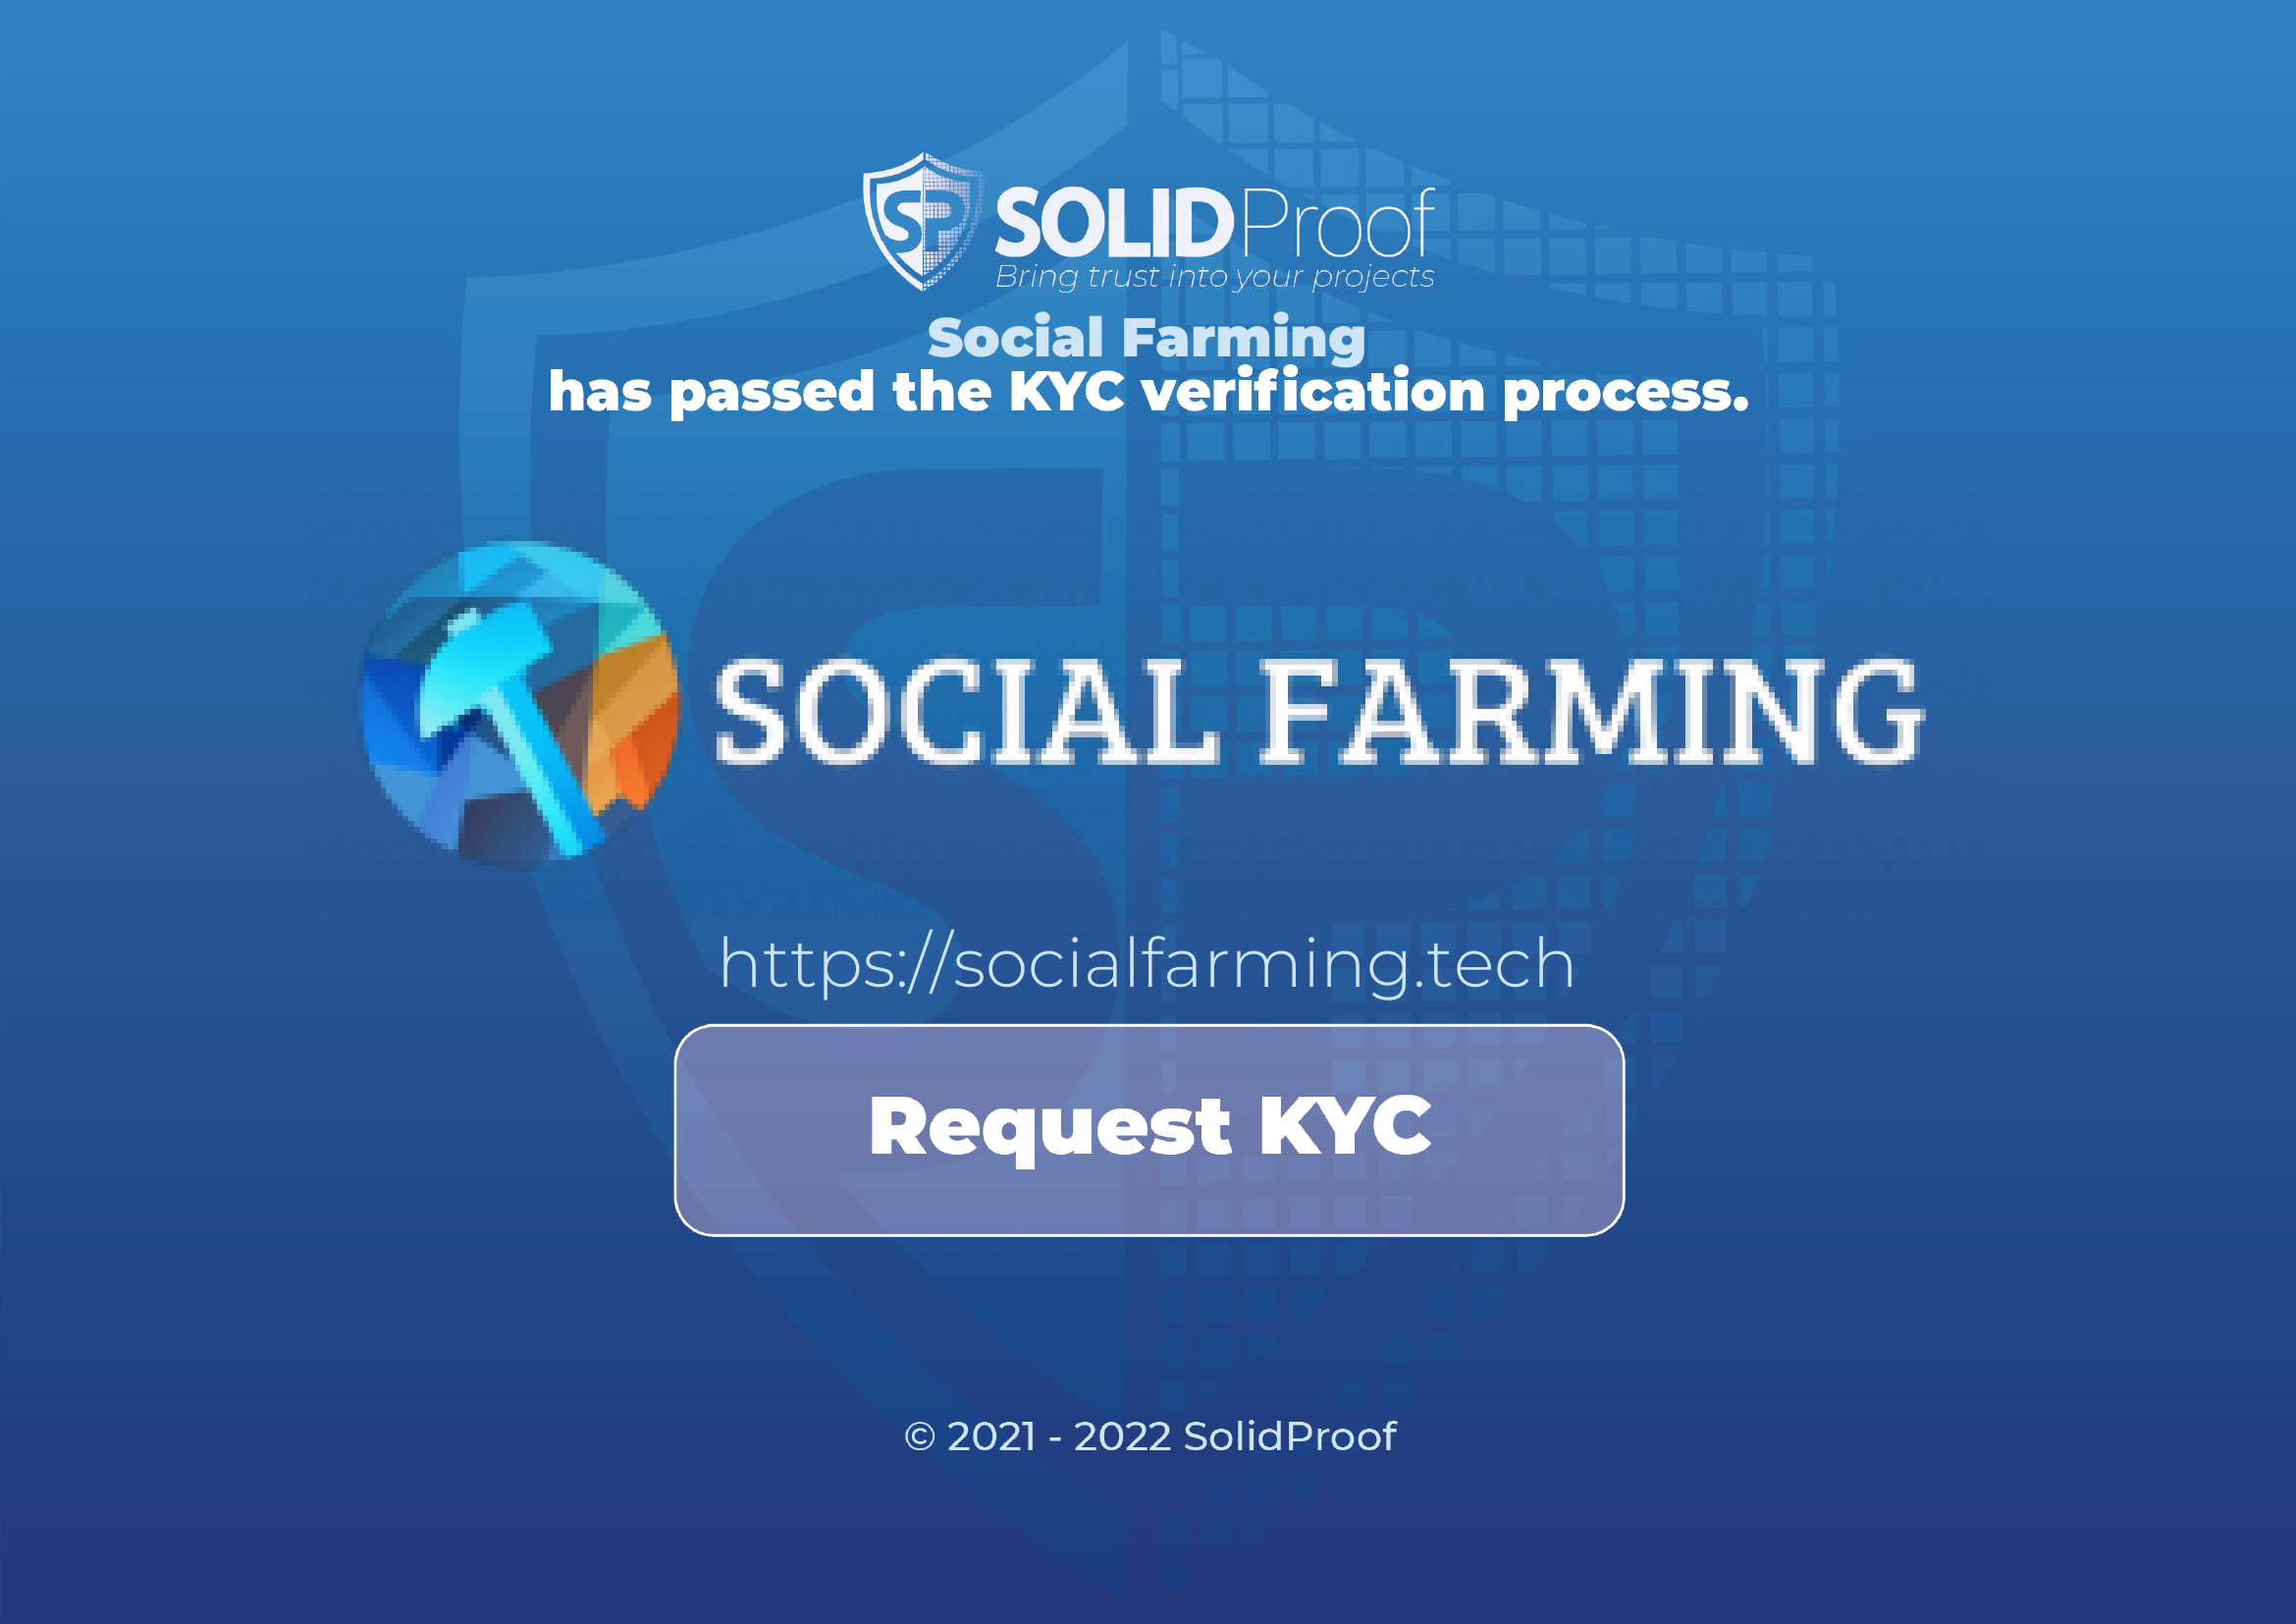 SP SOLIDProof
Bring trust into your projects
Social Farming
has passed the KYC verification process.
SOCIAL FARMING
https://socialfarming.tech
Request KYC
© 2021 - 2022 SolidProof